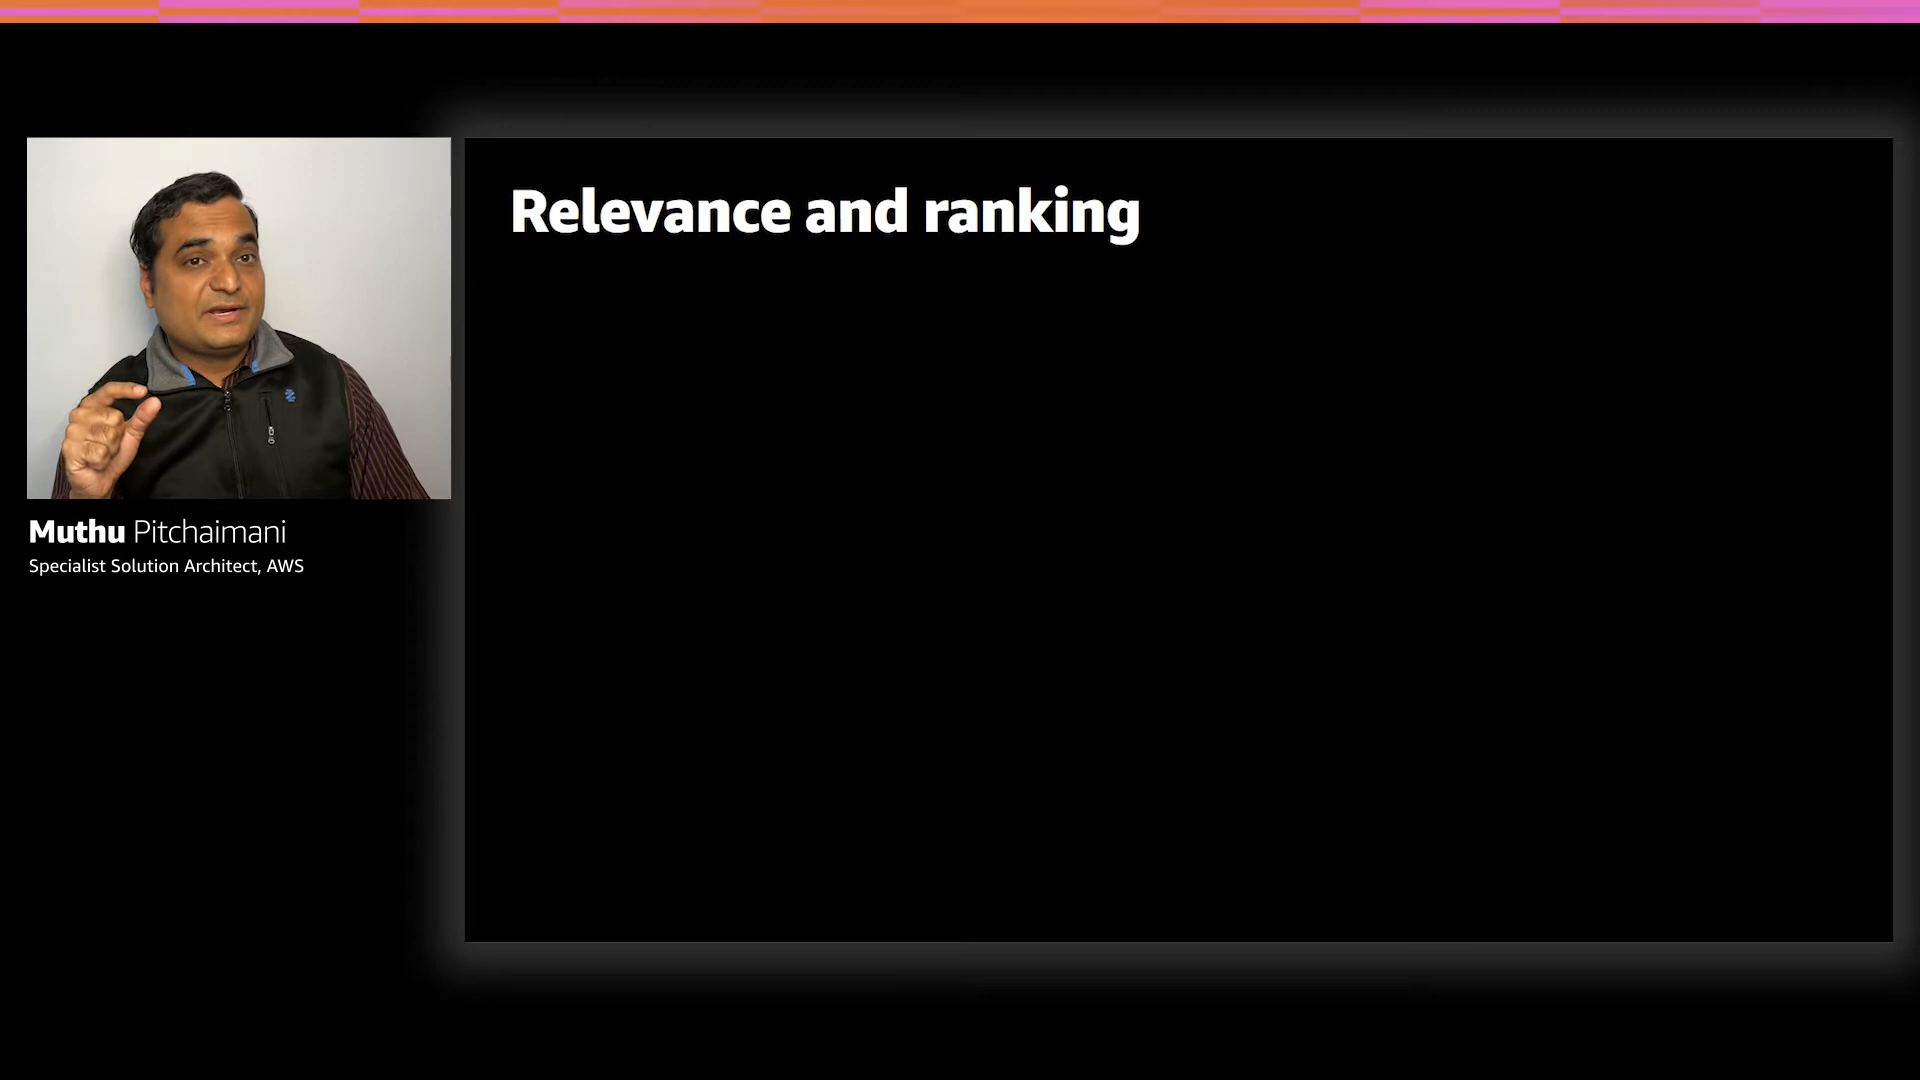 Relevance and ranking
Muthu Pitchaimani
Specialist Solution Architect, AWS